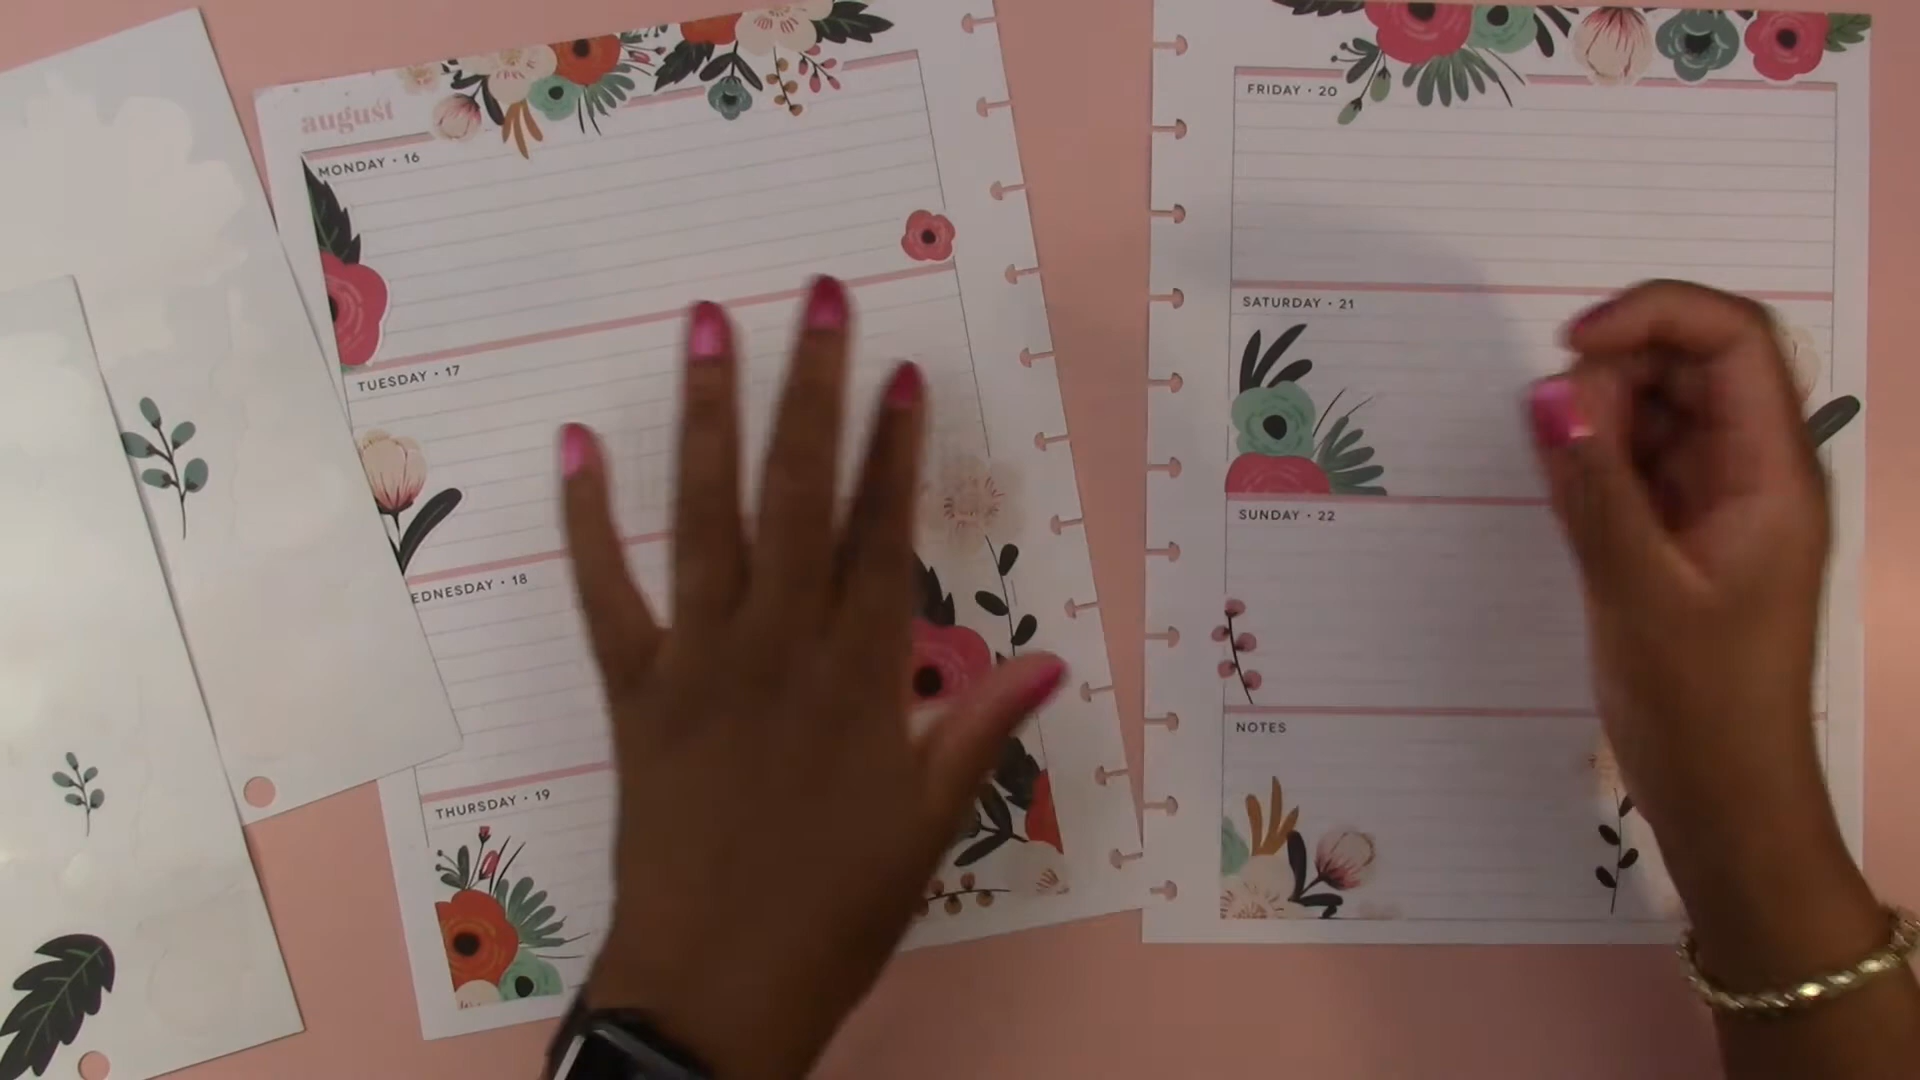 august
MONDAY • 16
TUESDAY • 17
EDNESDAY • 18
THURSDAY • 19
FRIDAY • 20
SATURDAY • 21
SUNDAY • 22
NOTES